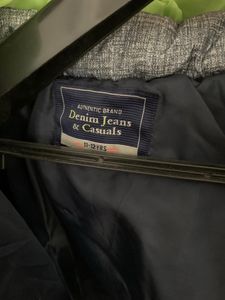 AUTHENTIC BRAND
Denim Jeans
& Casuals
11-12 YRS